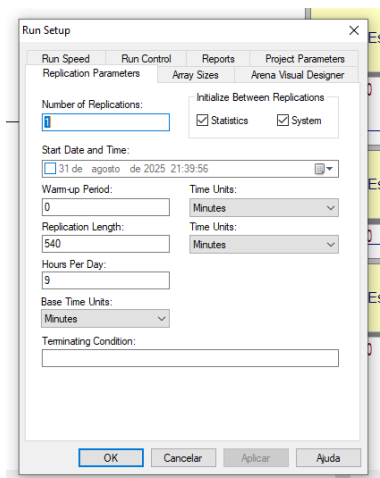 Run Setup
Run Speed Run Control Reports Project Parameters
Replication Parameters Array Sizes Arena Visual Designer
Number of Replications:
1
Initialize Between Replications
Statistics System
Start Date and Time:
31 de agosto de 2025 21:39:56
Warm-up Period: Time Units:
0 Minutes
Replication Length: Time Units:
540 Minutes
Hours Per Day:
9
Base Time Units:
Minutes
Terminating Condition:
OK Cancelar Aplicar Ajuda